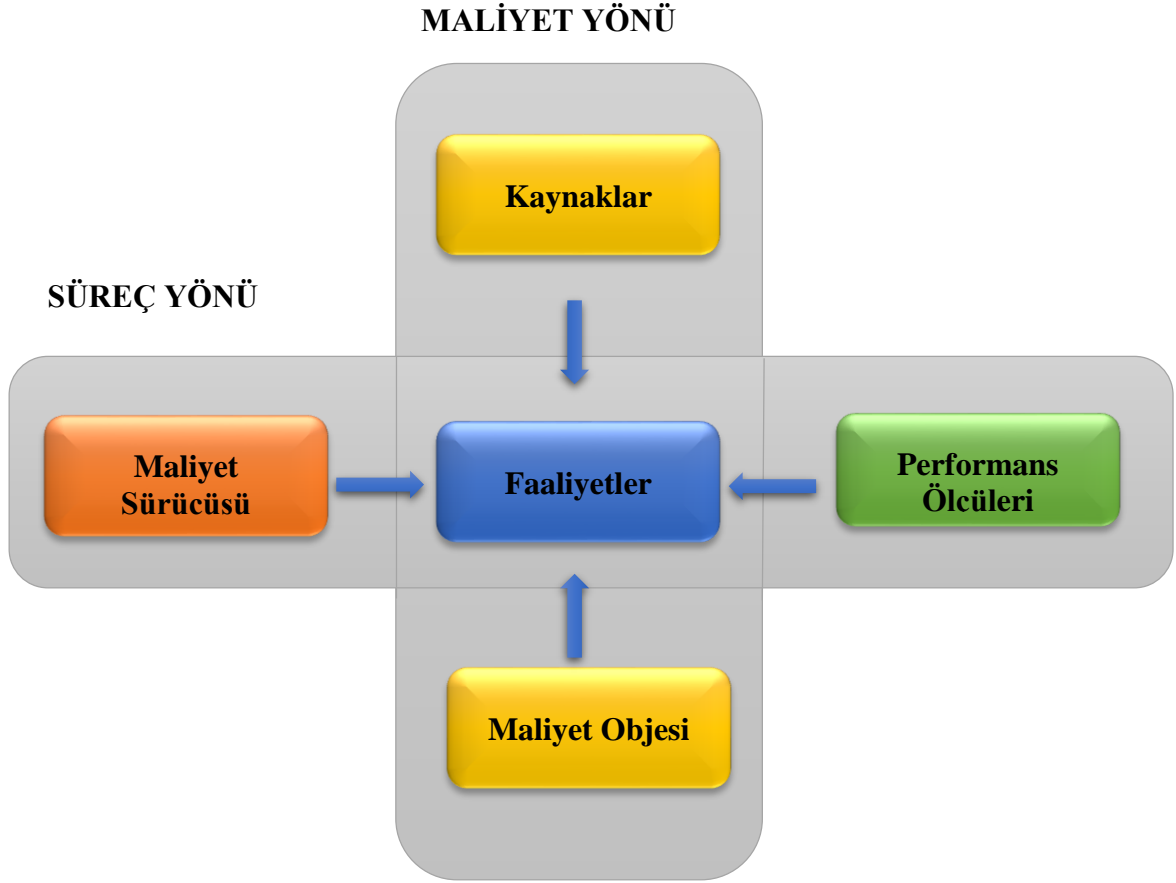 MALİYET YÖNÜ
Kaynaklar
SÜREÇ YÖNÜ
Maliyet
Sürücüsü
Faaliyetler
Performans
Ölcüleri
Maliyet Objesi